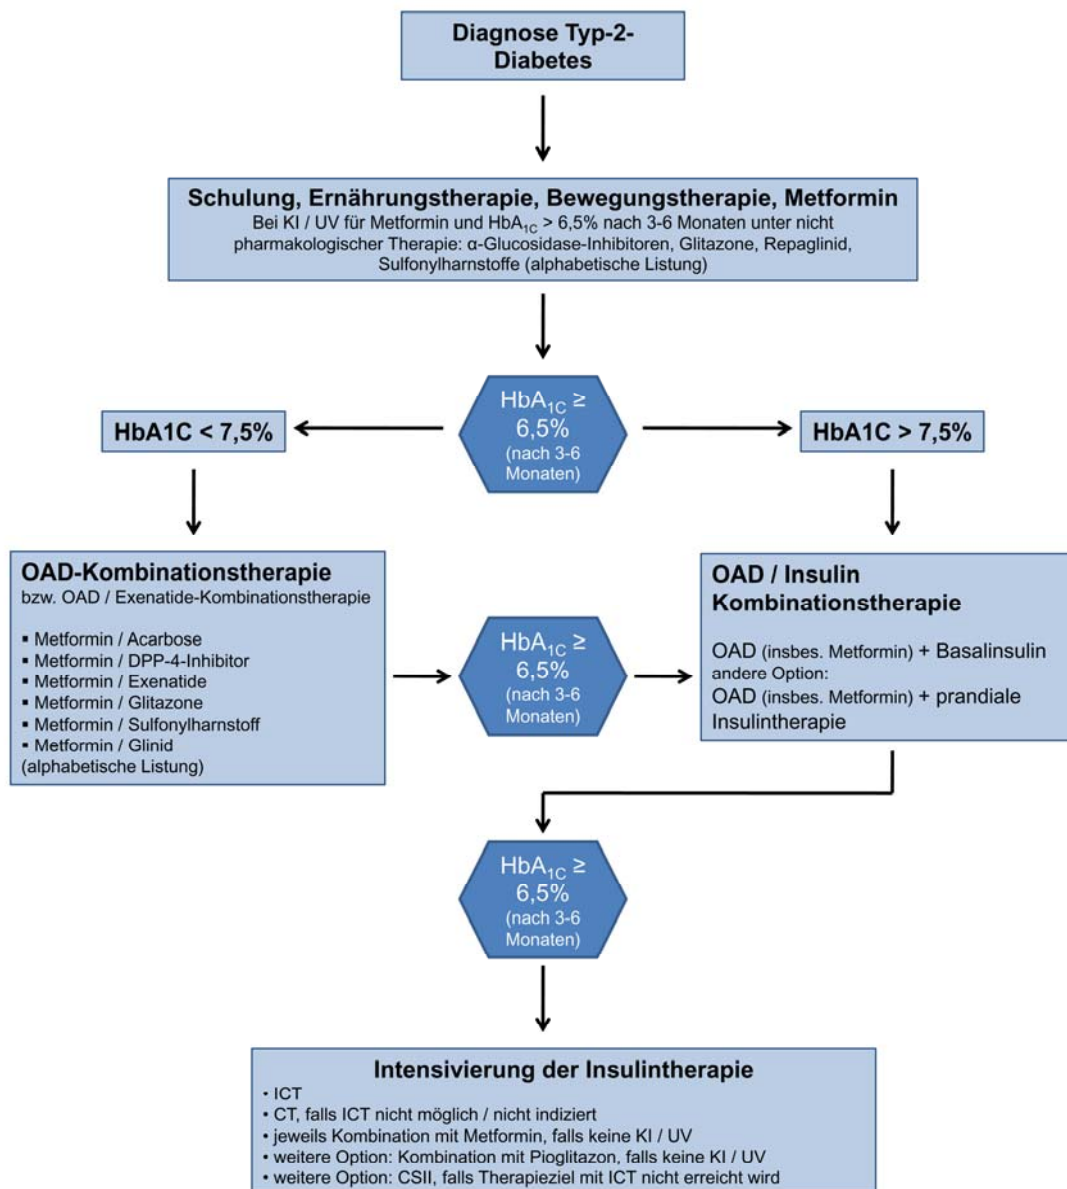 Diagnose Typ-2-
Diabetes
Schulung, Ernährungstherapie, Bewegungstherapie, Metformin
Bei KI / UV für Metformin und HbA1C > 6,5% nach 3-6 Monaten unter nicht
pharmakologischer Therapie: α-Glucosidase-Inhibitoren, Glitazone, Repaglinid,
Sulfonylharnstoffe (alphabetische Listung)
HbA1C ≥
6,5%
(nach 3-6
Monaten)
HbA1C < 7,5%
HbA1C > 7,5%
OAD-Kombinationstherapie
bzw. OAD / Exenatide-Kombinationstherapie
▪ Metformin / Acarbose
▪ Metformin / DPP-4-Inhibitor
▪ Metformin / Exenatide
▪ Metformin / Glitazone
▪ Metformin / Sulfonylharnstoff
▪ Metformin / Glinid
(alphabetische Listung)
HbA1C ≥
6,5%
(nach 3-6
Monaten)
OAD / Insulin
Kombinationstherapie
OAD (insbes. Metformin) + Basalinsulin
andere Option:
OAD (insbes. Metformin) + prandiale
Insulintherapie
HbA1C ≥
6,5%
(nach 3-6
Monaten)
Intensivierung der Insulintherapie
• ICT
• CT, falls ICT nicht möglich / nicht indiziert
• jeweils Kombination mit Metformin, falls keine KI / UV
• weitere Option: Kombination mit Pioglitazon, falls keine KI / UV
• weitere Option: CSII, falls Therapieziel mit ICT nicht erreicht wird